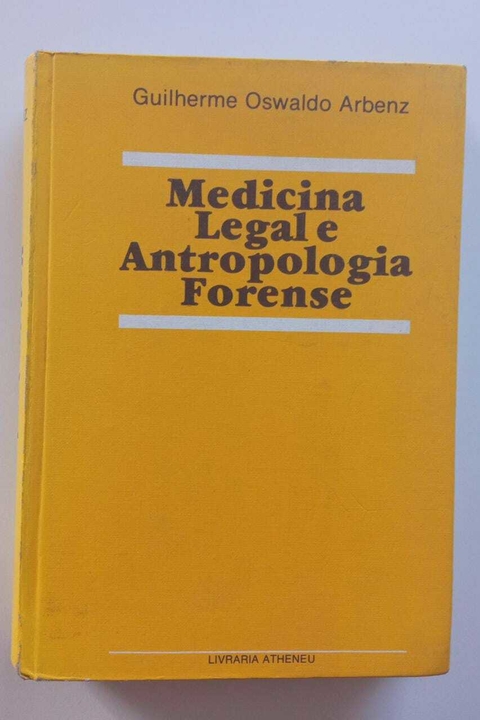 Guilherme Oswaldo Arbenz
Medicina
Legal e
Antropologia
Forense
LIVRARIA ATHENEU